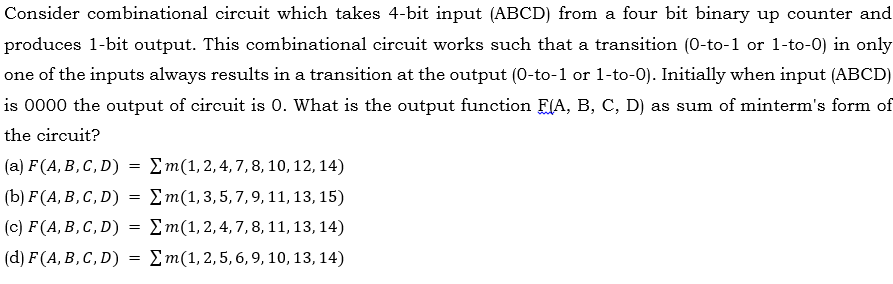 Consider combinational circuit which takes 4-bit input (ABCD) from a four bit binary up counter and
produces 1-bit output. This combinational circuit works such that a transition (0-to-1 or 1-to-0) in only
one of the inputs always results in a transition at the output (0-to-1 or 1-to-0). Initially when input (ABCD)
is 0000 the output of circuit is 0. What is the output function F(A, B, C, D) as sum of minterm's form of
the circuit?
(a) F(A, B, C, D) = ∑m(1, 2, 4, 7, 8, 10, 12, 14)
(b) F(A, B, C, D) = ∑m(1, 3, 5, 7, 9, 11, 13, 15)
(c) F(A, B, C, D) = ∑m(1, 2, 4, 7, 8, 11, 13, 14)
(d) F(A, B, C, D) = ∑m(1, 2, 5, 6, 9, 10, 13, 14)